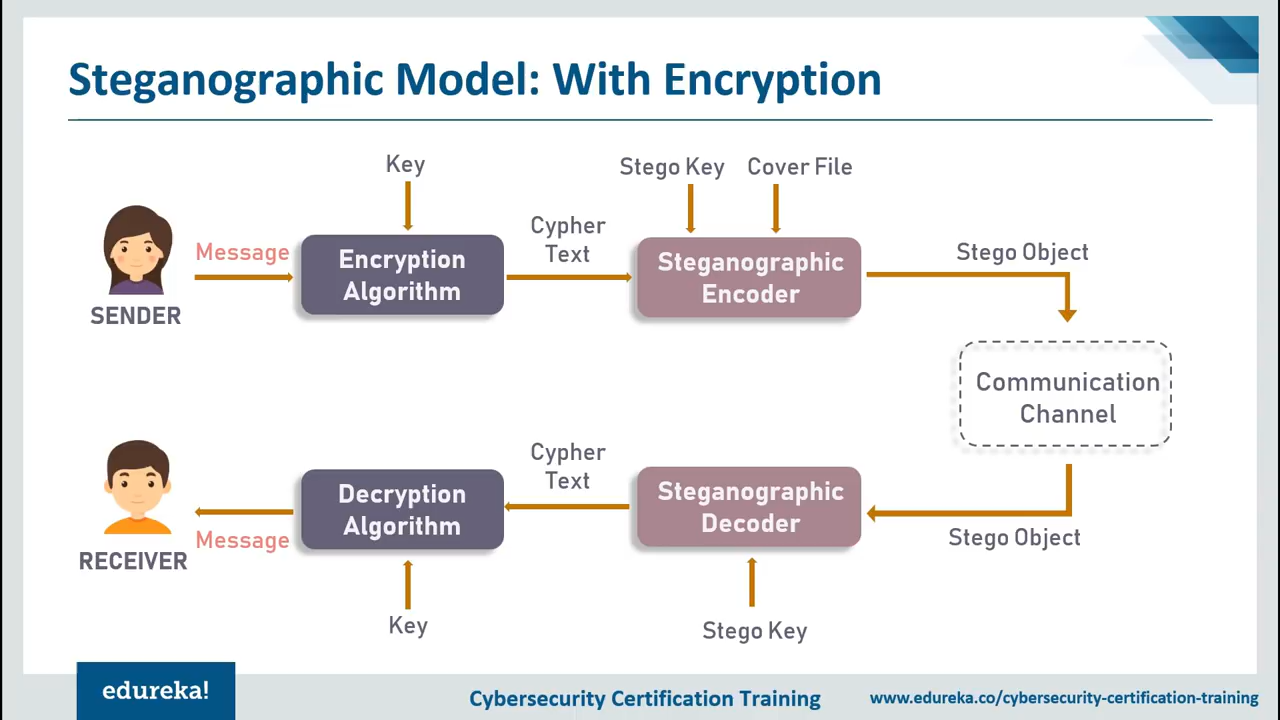 Steganographic Model: With Encryption
Key
Stego Key
Cover File
Message
Encryption
Algorithm
Cypher
Text
Steganographic
Encoder
Stego Object
SENDER
Communication
Channel
RECEIVER
Message
Decryption
Algorithm
Cypher
Text
Steganographic
Decoder
Stego Object
Key
Stego Key
edureka!
Cybersecurity Certification Training
www.edureka.co/cybersecurity-certification-training